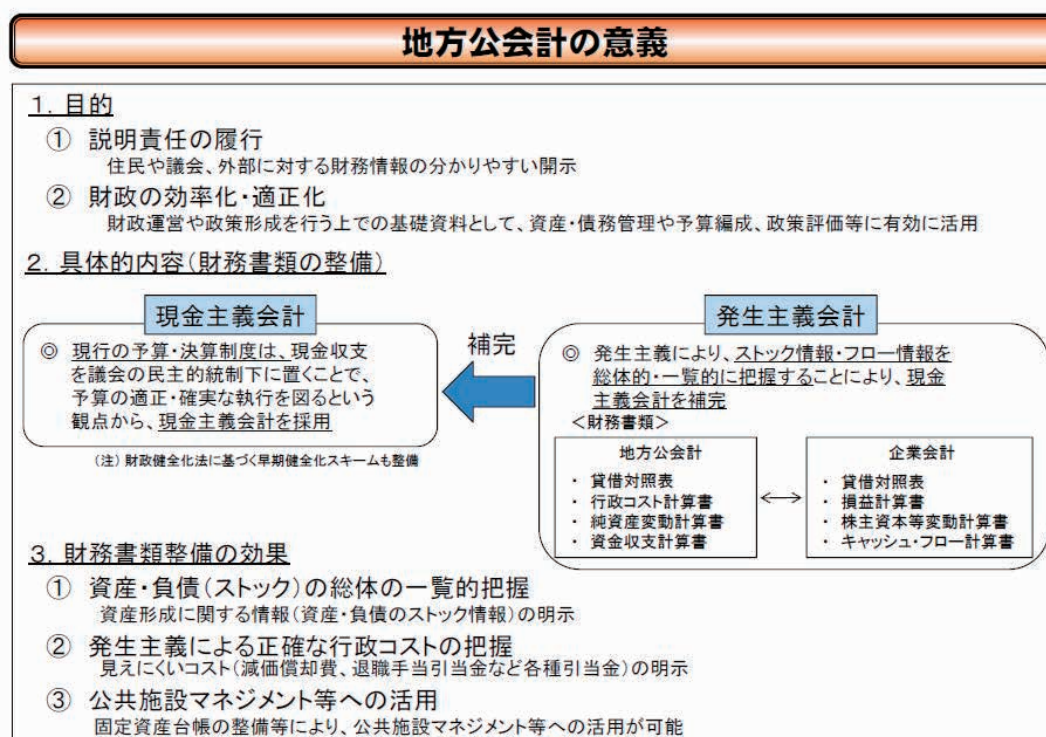 地方公会計の意義
1. 目的
① 説明責任の履行
住民や議会、外部に対する財務情報の分かりやすい開示
② 財政の効率化・適正化
財政運営や政策形成を行う上での基礎資料として、資産・債務管理や予算編成、政策評価等に有効に活用
2. 具体的内容(財務書類の整備)
現金主義会計
◎ 現行の予算・決算制度は、現金収支
を議会の民主的統制下に置くことで、
予算の適正・確実な執行を図るという
観点から、現金主義会計を採用
(注) 財政健全化法に基づく早期健全化スキームも整備
補完
発生主義会計
◎ 発生主義により、ストック情報・フロー情報を
総体的・一覧的に把握することにより、現金
主義会計を補完
<財務書類>
地方公会計
・ 貸借対照表
・ 行政コスト計算書
・ 純資産変動計算書
・ 資金収支計算書
企業会計
・ 貸借対照表
・ 損益計算書
・ 株主資本等変動計算書
・ キャッシュ・フロー計算書
3. 財務書類整備の効果
① 資産・負債(ストック)の総体の一覧的把握
資産形成に関する情報(資産・負債のストック情報)の明示
② 発生主義による正確な行政コストの把握
見えにくいコスト(減価償却費、退職手当引当金など各種引当金)の明示
③ 公共施設マネジメント等への活用
固定資産台帳の整備等により、公共施設マネジメント等への活用が可能